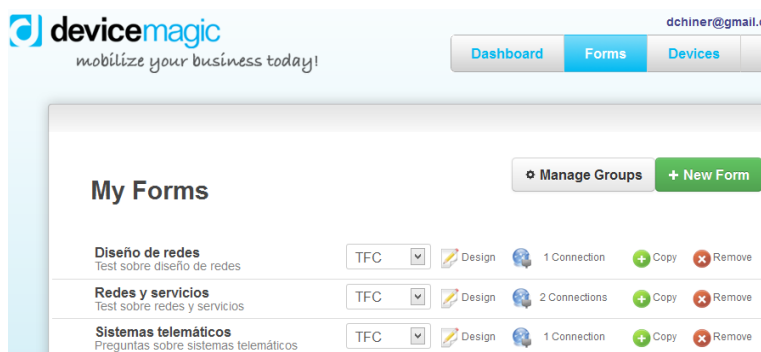 devicemagic
mobilize your business today!
dchiner@gmail.c
Dashboard Forms Devices
My Forms
Manage Groups + New Form
Diseño de redes TFC Design 1 Connection Copy Remove
Test sobre diseño de redes
Redes y servicios TFC Design 2 Connections Copy Remove
Test sobre redes y servicios
Sistemas telemáticos TFC Design 1 Connection Copy Remove
Preguntas sobre sistemas telemáticos